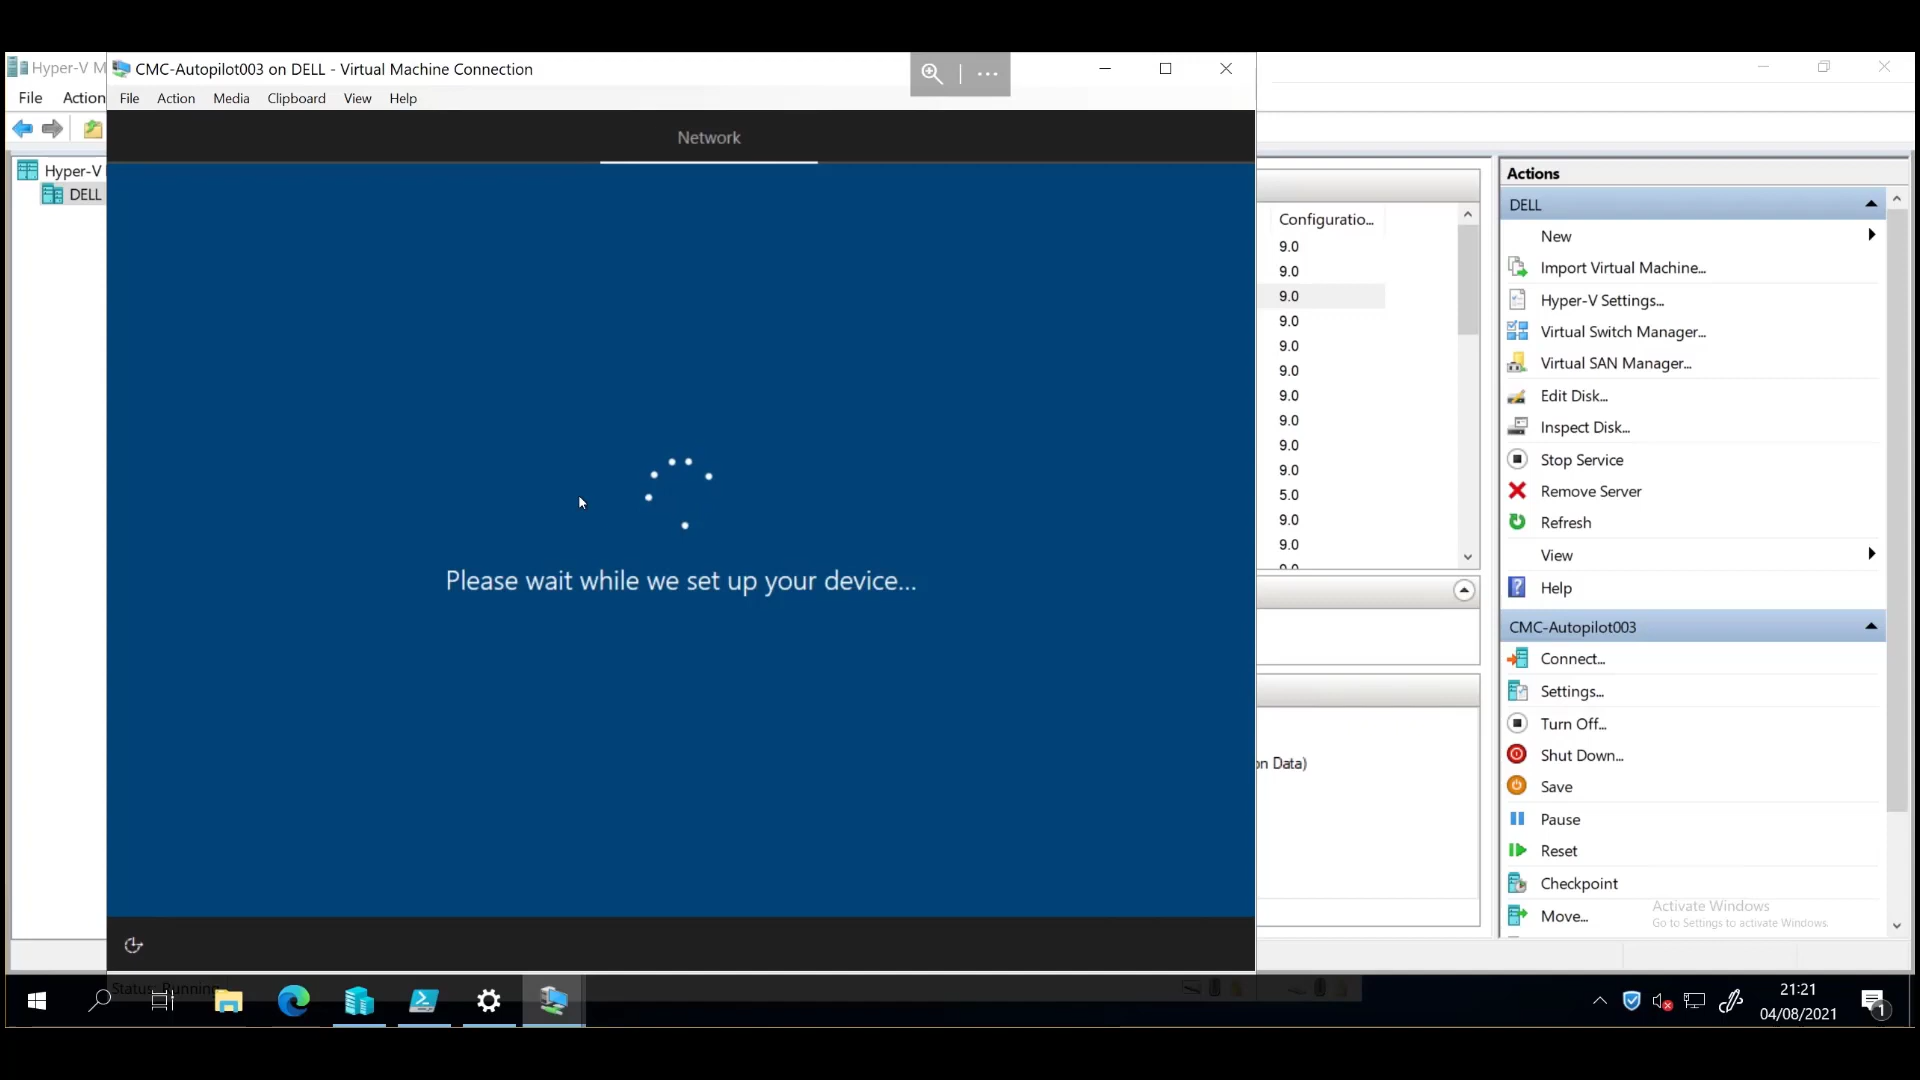 Hyper-V M
CMC-Autopilot003 on DELL - Virtual Machine Connection
File Action
File Action Media Clipboard View Help
Network
Hyper-V
DELL
Please wait while we set up your device...
Configuratio...
9.0
9.0
9.0
9.0
9.0
9.0
9.0
9.0
9.0
9.0
5.0
9.0
9.0
on Data)
Actions
DELL
New
Import Virtual Machine...
Hyper-V Settings...
Virtual Switch Manager...
Virtual SAN Manager...
Edit Disk...
Inspect Disk...
Stop Service
Remove Server
Refresh
View
Help
CMC-Autopilot003
Connect...
Settings...
Turn Off...
Shut Down...
Save
Pause
Reset
Checkpoint
Move...
Activate Windows
Go to Settings to activate Windows.
Status: Running
21:21
04/08/2021
1